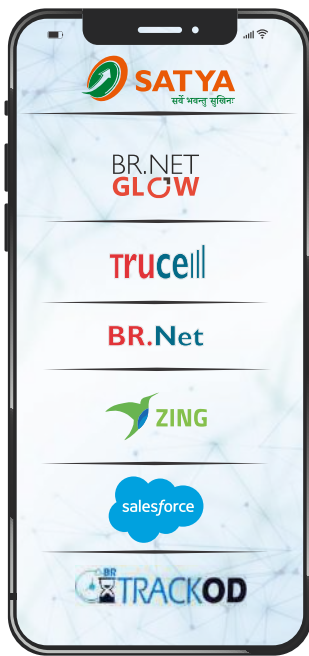 SATYA
सर्वे भवन्तु सुखिनः
BR.NET
GLOW
Trucell
BR.Net
ZING
salesforce
BR
TRACKOD